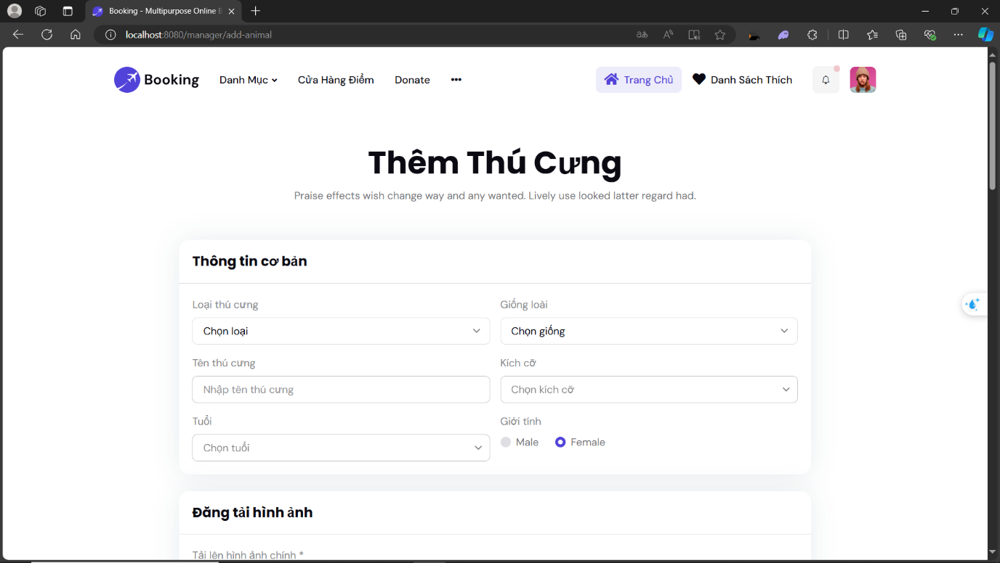 Booking - Multipurpose Online B
localhost:8080/manager/add-animal
Booking Danh Mục Cửa Hàng Điểm Donate Trang Chủ Danh Sách Thích
Thêm Thú Cưng
Praise effects wish change way and any wanted. Lively use looked latter regard had.
Thông tin cơ bản
Loại thú cưng Giống loài
Chọn loại Chọn giống
Tên thú cưng Kích cỡ
Nhập tên thú cưng Chọn kích cỡ
Tuổi Giới tính
Chọn tuổi Male Female
Đăng tải hình ảnh
Tải lên hình ảnh chính *